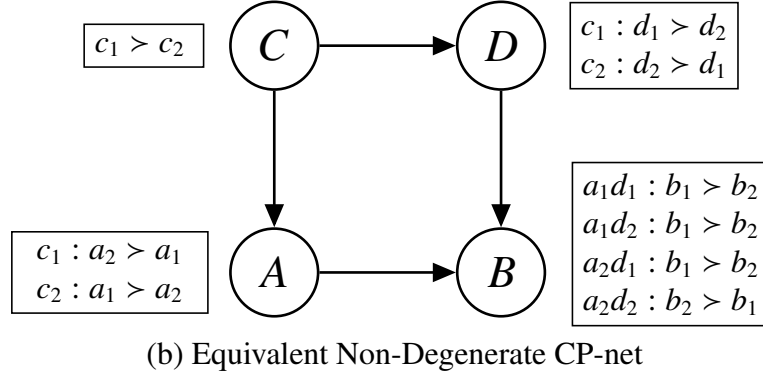 c₁ ≻ c₂
C
D
c₁ : d₁ ≻ d₂
c₂ : d₂ ≻ d₁
c₁ : a₂ ≻ a₁
c₂ : a₁ ≻ a₂
A
B
a₁d₁ : b₁ ≻ b₂
a₁d₂ : b₁ ≻ b₂
a₂d₁ : b₁ ≻ b₂
a₂d₂ : b₂ ≻ b₁
(b) Equivalent Non-Degenerate CP-net